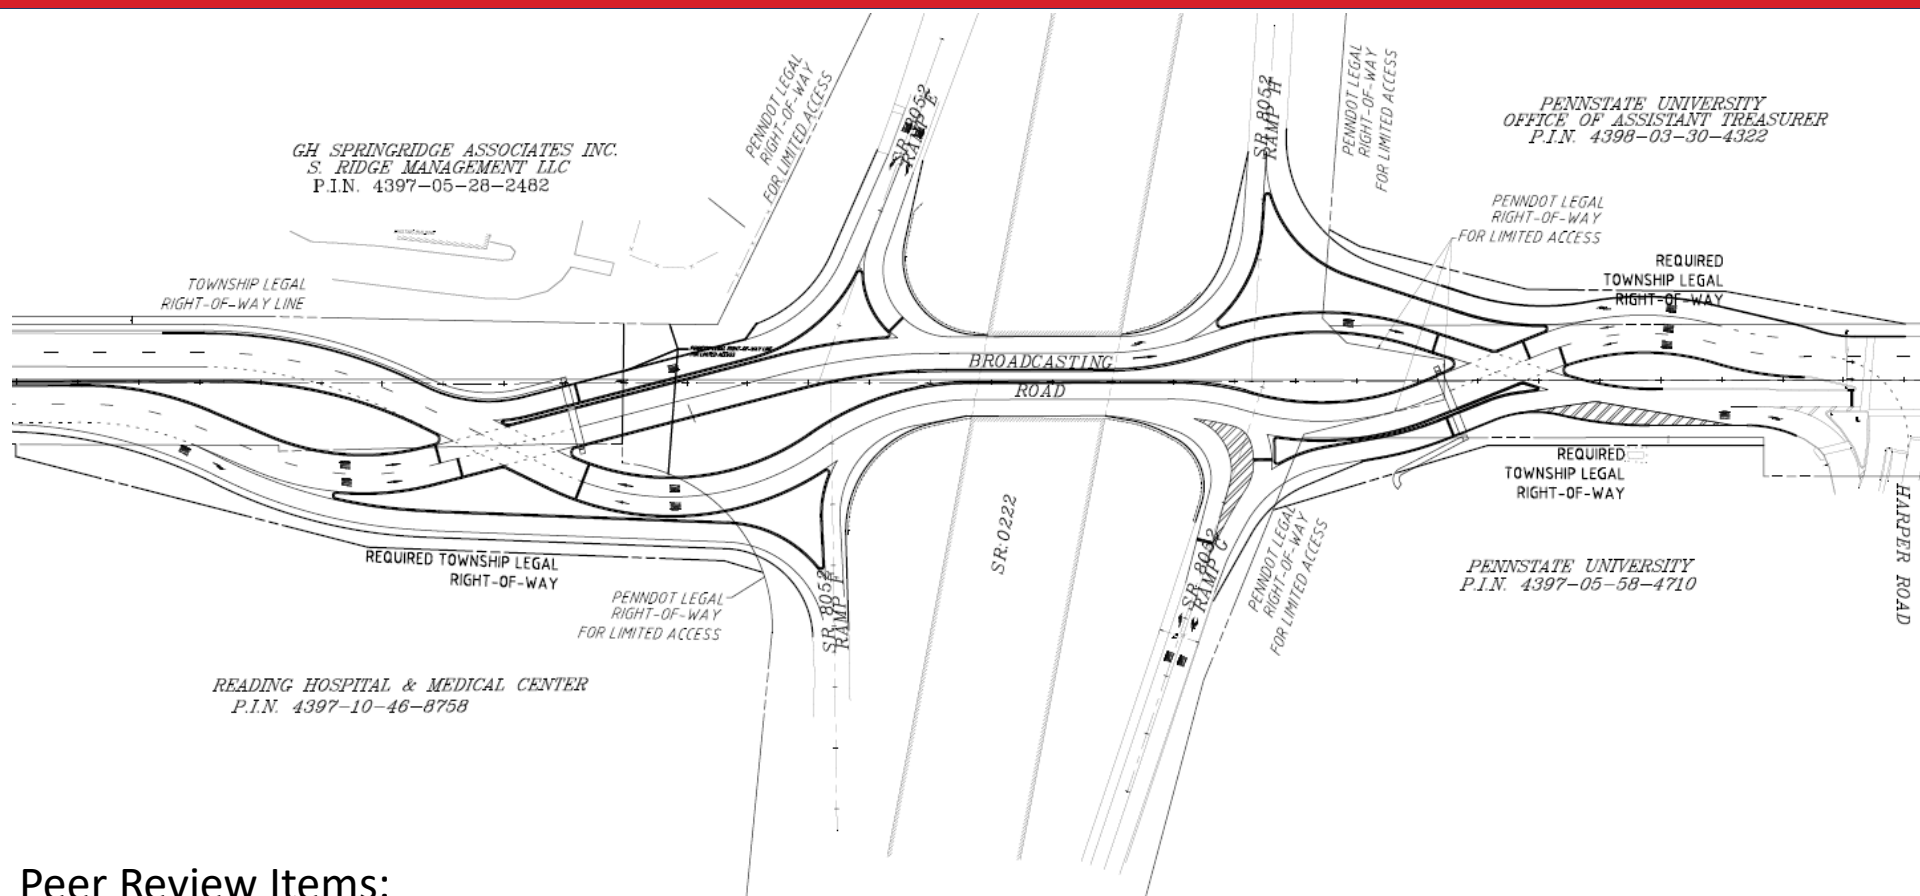 PENNDOT LEGAL
RIGHT-OF-WAY
FOR LIMITED ACCESS
SR 8052
RAMP E
SR 8052
RAMP H
PENNDOT LEGAL
RIGHT-OF-WAY
FOR LIMITED ACCESS
PENNSTATE UNIVERSITY
OFFICE OF ASSISTANT TREASURER
P.I.N. 4398-03-30-4322
GH SPRINGRIDGE ASSOCIATES INC.
S. RIDGE MANAGEMENT LLC
P.I.N. 4397-05-28-2482
PENNDOT LEGAL
RIGHT-OF-WAY
FOR LIMITED ACCESS
REQUIRED
TOWNSHIP LEGAL
RIGHT-OF-WAY
TOWNSHIP LEGAL
RIGHT-OF-WAY LINE
BROADCASTING
ROAD
REQUIRED
TOWNSHIP LEGAL
RIGHT-OF-WAY
HARPER ROAD
SR:0222
REQUIRED TOWNSHIP LEGAL
RIGHT-OF-WAY
PENNDOT LEGAL
RIGHT-OF-WAY
FOR LIMITED ACCESS
SR 8052
RAMP F
SR 8052
RAMP G
PENNDOT LEGAL
RIGHT-OF-WAY
FOR LIMITED ACCESS
PENNSTATE UNIVERSITY
P.I.N. 4397-05-58-4710
READING HOSPITAL & MEDICAL CENTER
P.I.N. 4397-10-46-8758
Peer Review Items: